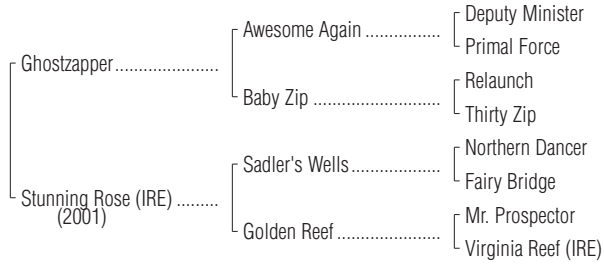 Deputy Minister
Awesome Again ................
Primal Force
Ghostzapper......................
Relaunch
Baby Zip ...........................
Thirty Zip
Northern Dancer
Sadler's Wells...................
Fairy Bridge
Stunning Rose (IRE) .........
(2001)
Mr. Prospector
Golden Reef ......................
Virginia Reef (IRE)